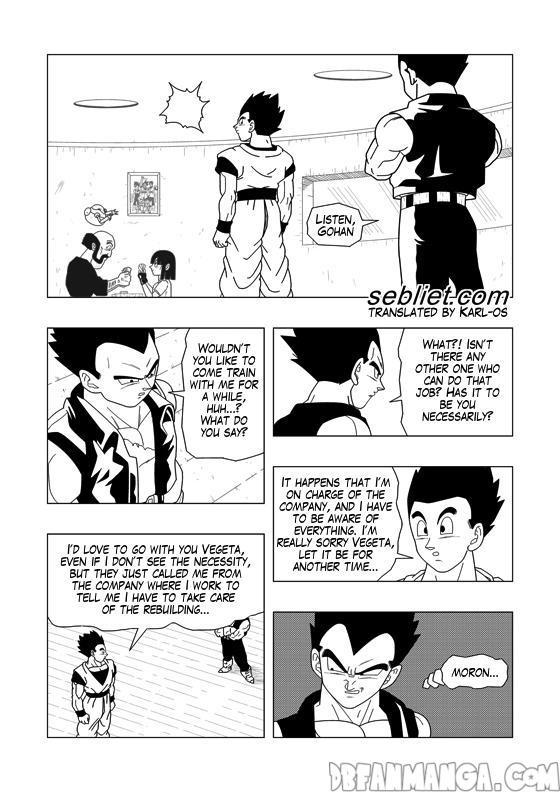 LISTEN,
GOHAN
sebliet.com
TRANSLATED BY KARL-OS
WOULDN'T
YOU LIKE TO
COME TRAIN
WITH ME FOR
A WHILE,
HUH...?
WHAT DO
YOU SAY?
I'D LOVE TO GO WITH YOU VEGETA,
EVEN IF I DON'T SEE THE NECESSITY,
BUT THEY JUST CALLED ME FROM
THE COMPANY WHERE I WORK TO
TELL ME I HAVE TO TAKE CARE
OF THE REBUILDING...
WHAT?! ISN'T
THERE ANY
OTHER ONE WHO
CAN DO THAT
JOB? HAS IT TO
BE YOU
NECESSARILY?
IT HAPPENS THAT I'M
ON CHARGE OF THE
COMPANY, AND I HAVE
TO BE AWARE OF
EVERYTHING. I'M
REALLY SORRY VEGETA,
LET IT BE FOR
ANOTHER TIME...
MORON...
DBFANMANGA.COM